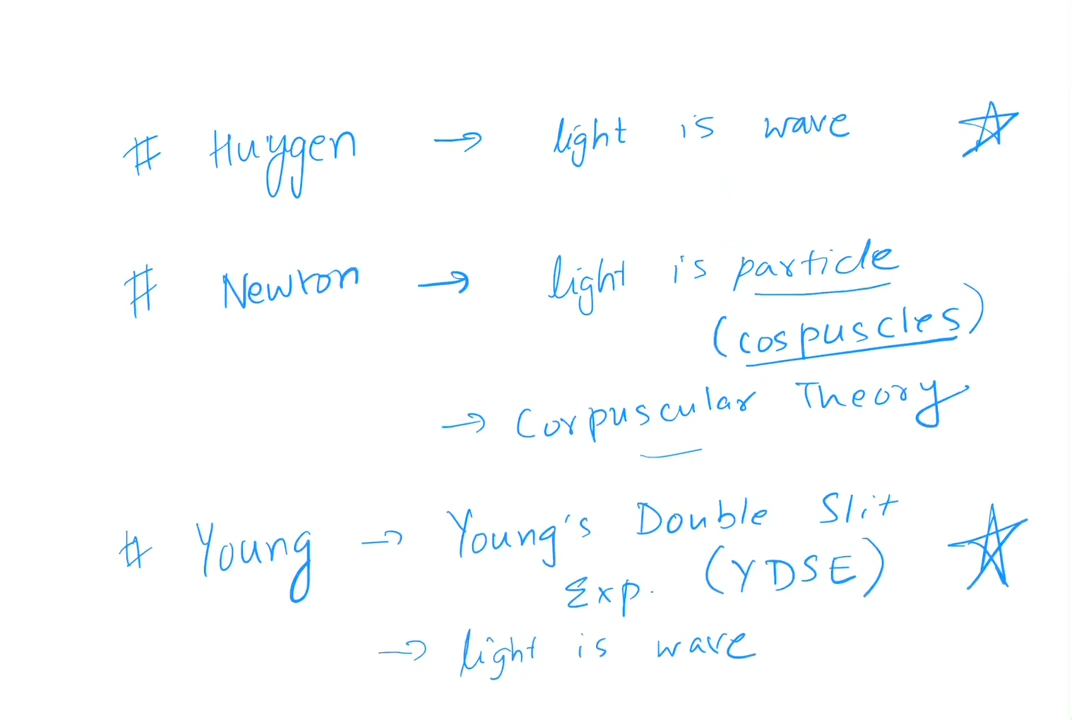 # Huygen → light is wave ☆
# Newton → light is particle
(cospuscles)
→ Corpuscular Theory
# Young → Young's Double Slit
Exp. (YDSE) ☆
→ light is wave